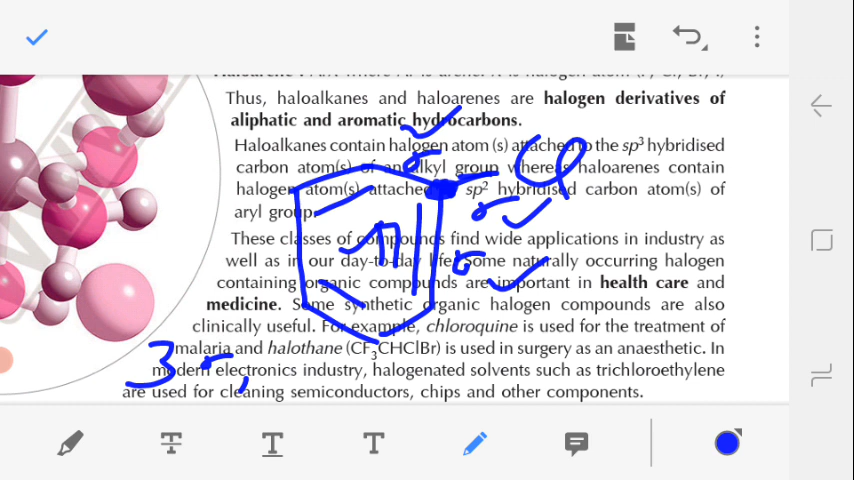 Thus, haloalkanes and haloarenes are halogen derivatives of
aliphatic and aromatic hydrocarbons.
Haloalkanes contain halogen atom (s) attached to the sp³ hybridised
carbon atom(s) of an alkyl group whereas haloarenes contain
halogen atom(s) attached sp² hybridised carbon atom(s) of
aryl group.
These classes of compounds find wide applications in industry as
well as in our day-to-day life. Some naturally occurring halogen
containing organic compounds are important in health care and
medicine. Some synthetic organic halogen compounds are also
clinically useful. For example, chloroquine is used for the treatment of
malaria and halothane (CF₃CHClBr) is used in surgery as an anaesthetic. In
modern electronics industry, halogenated solvents such as trichloroethylene
are used for cleaning semiconductors, chips and other components.
Cl
σ
σ
π
σ
3 σ,
T
T
T